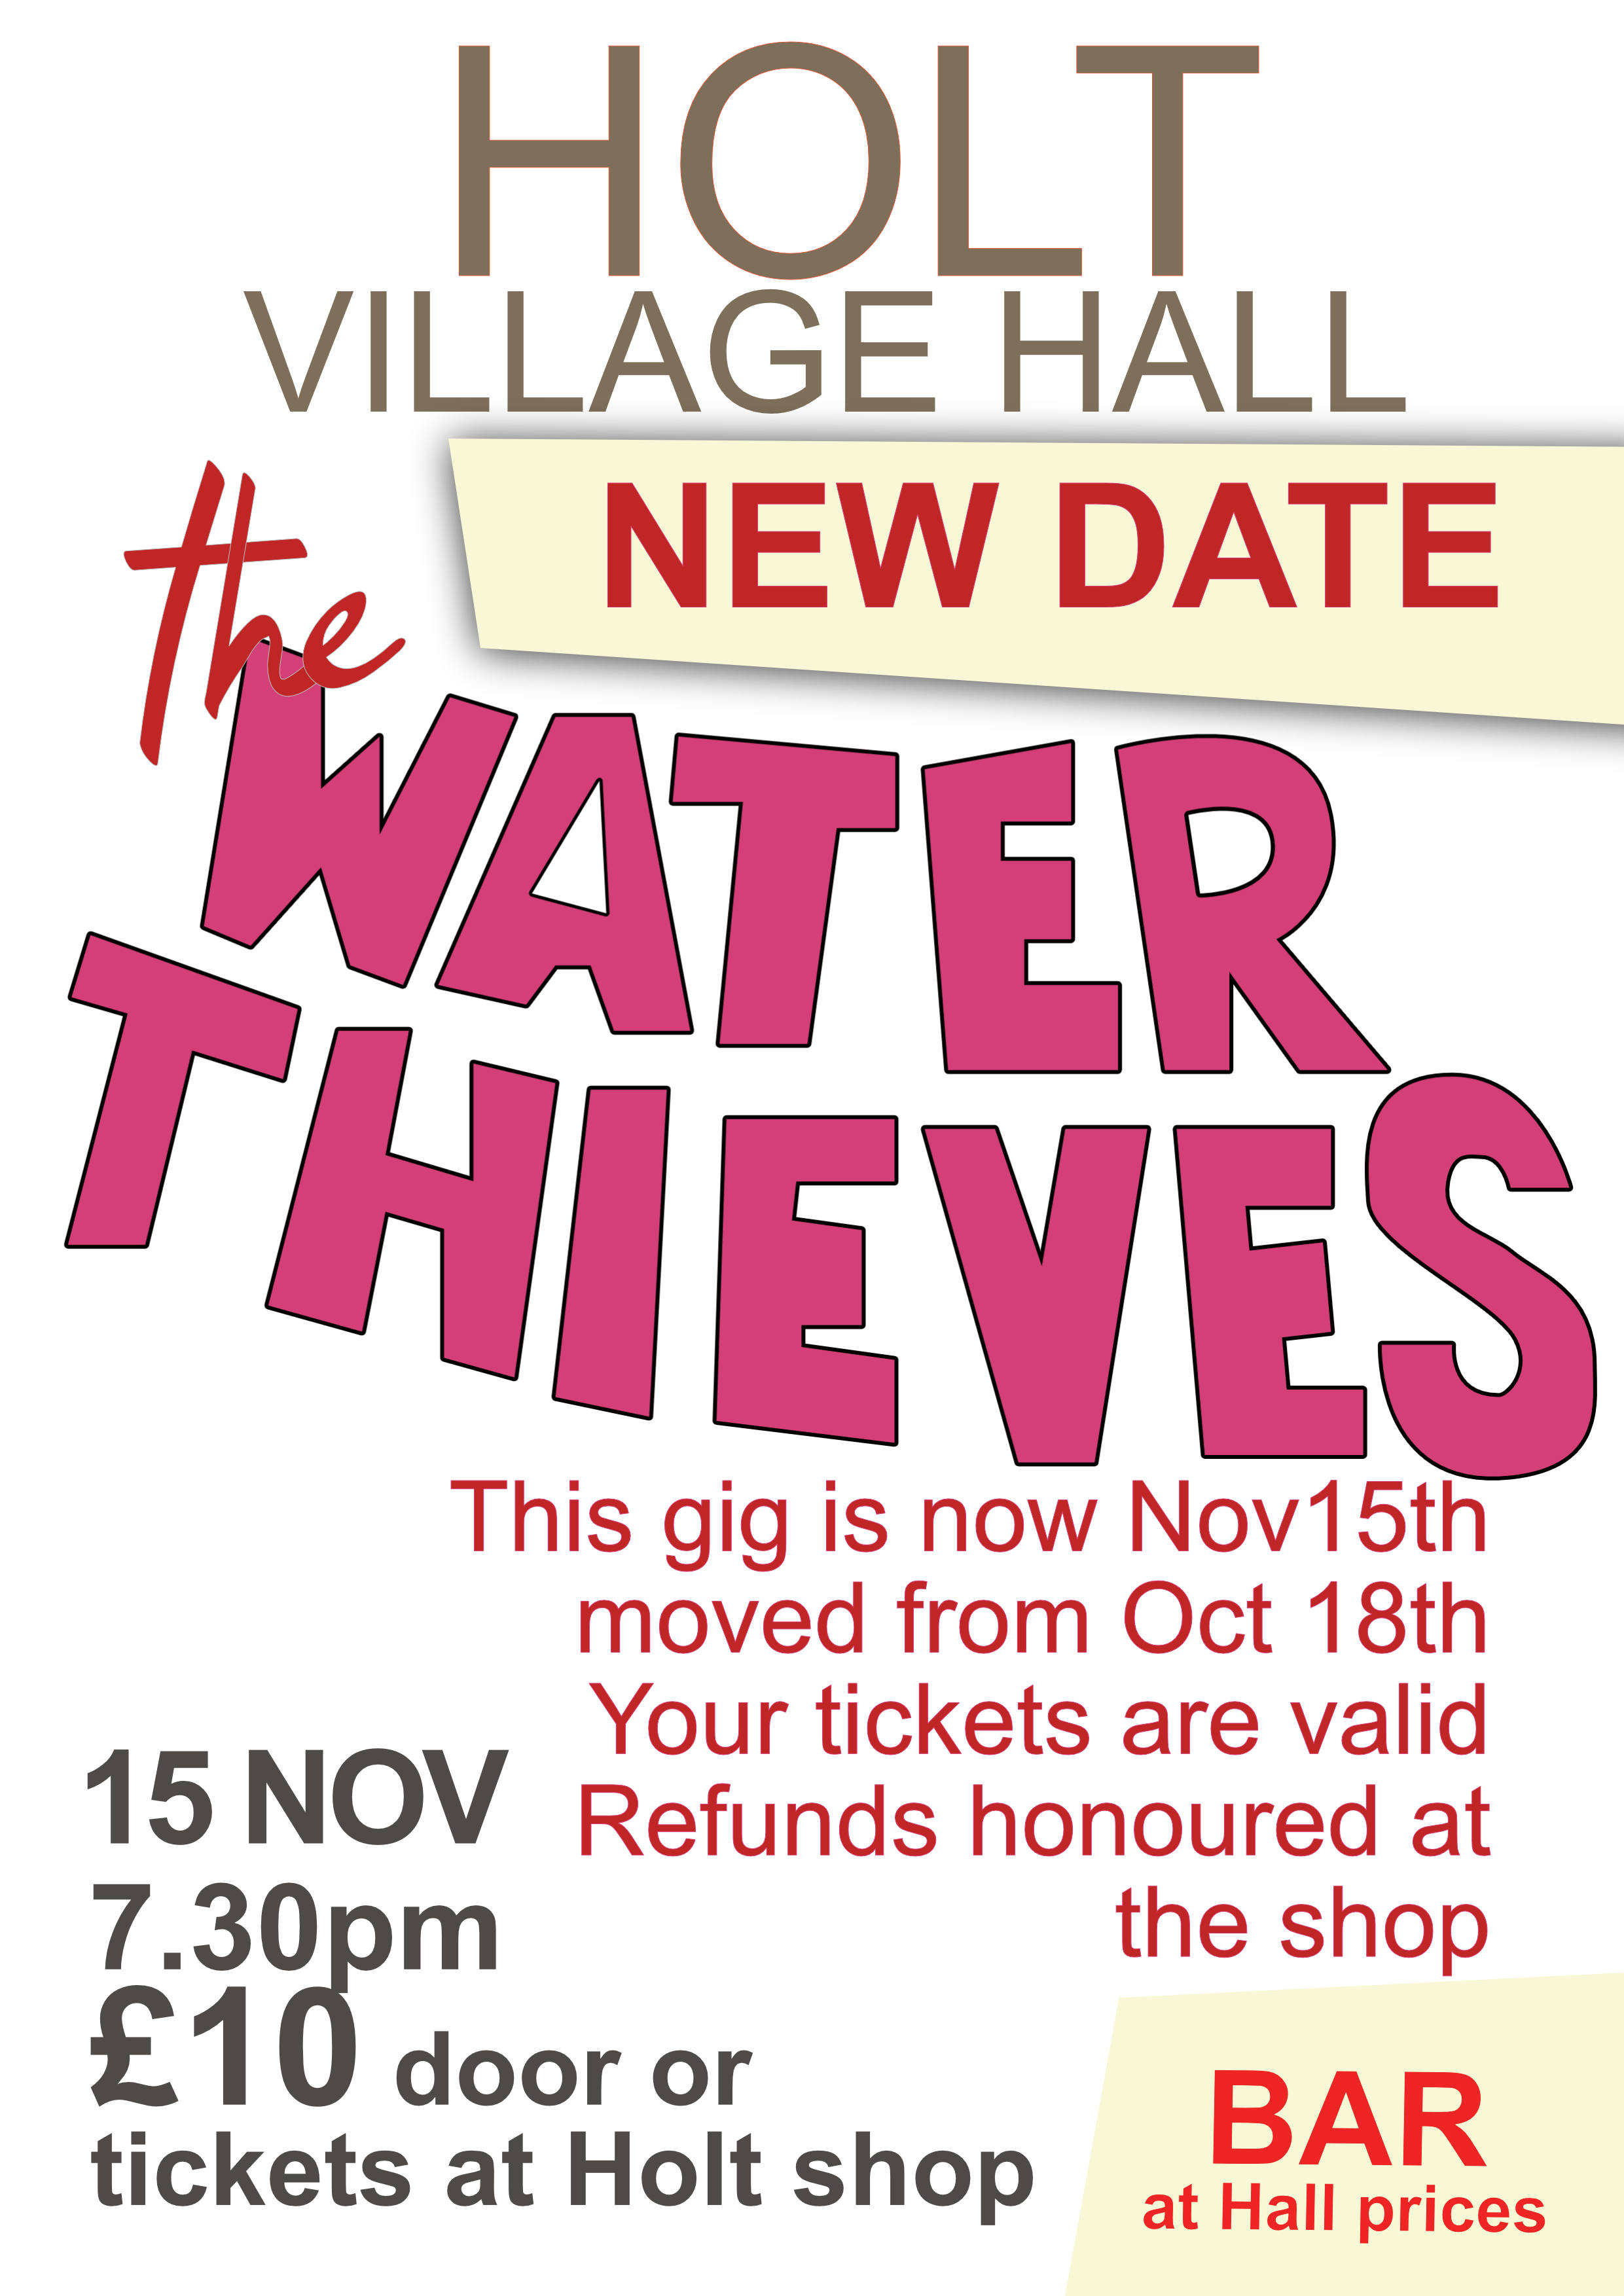 HOLT
VILLAGE HALL
NEW DATE
the
WATER
THIEVES
This gig is now Nov15th
moved from Oct 18th
Your tickets are valid
Refunds honoured at
the shop
15 NOV
7.30pm
£10 door or
tickets at Holt shop
BAR
at Hall prices